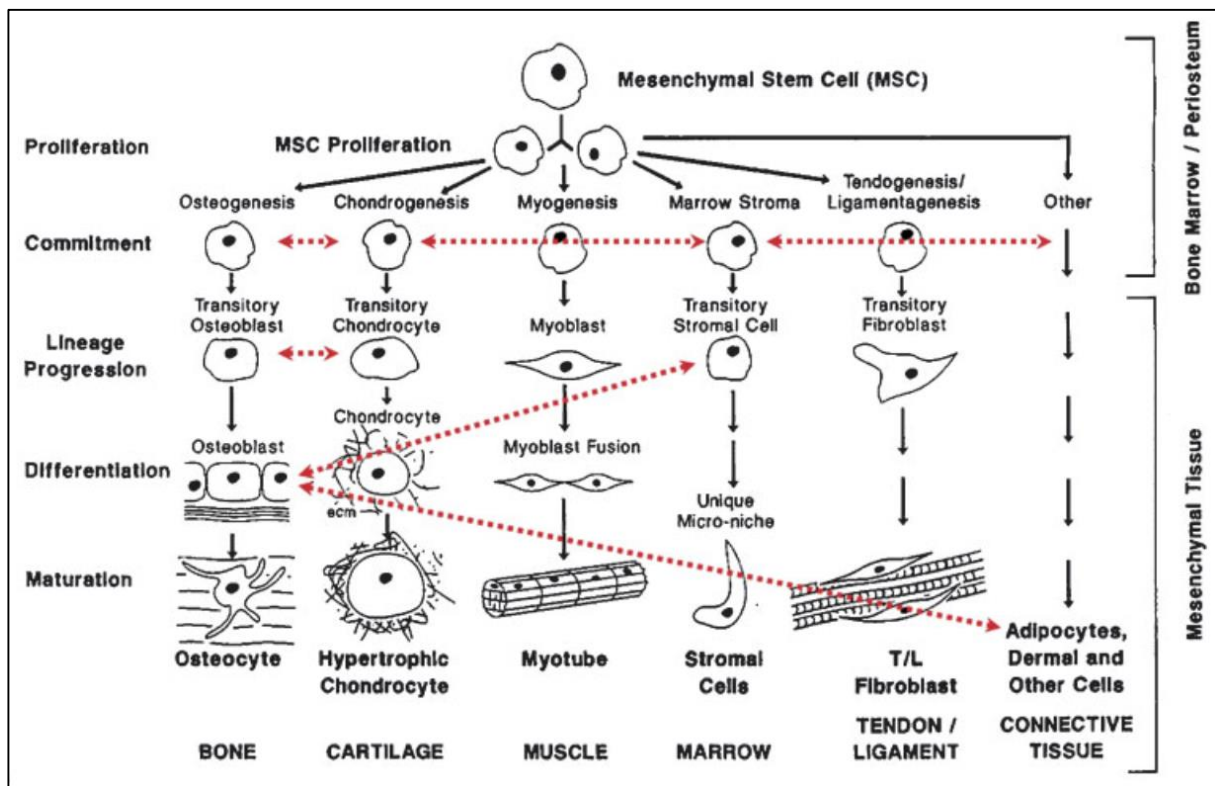 Mesenchymal Stem Cell (MSC)
Proliferation
MSC Proliferation
Osteogenesis
Chondrogenesis
Myogenesis
Marrow Stroma
Tendogenesis/
Ligamentagenesis
Other
Commitment
Transitory
Osteoblast
Transitory
Chondrocyte
Myoblast
Transitory
Stromal Cell
Transitory
Fibroblast
Lineage
Progression
Chondrocyte
Osteoblast
Myoblast Fusion
Differentiation
ecm
Unique
Micro-niche
Maturation
Osteocyte
Hypertrophic
Chondrocyte
Myotube
Stromal
Cells
T/L
Fibroblast
Adipocytes,
Dermal and
Other Cells
BONE
CARTILAGE
MUSCLE
MARROW
TENDON /
LIGAMENT
CONNECTIVE
TISSUE
Bone Marrow / Periosteum
Mesenchymal Tissue